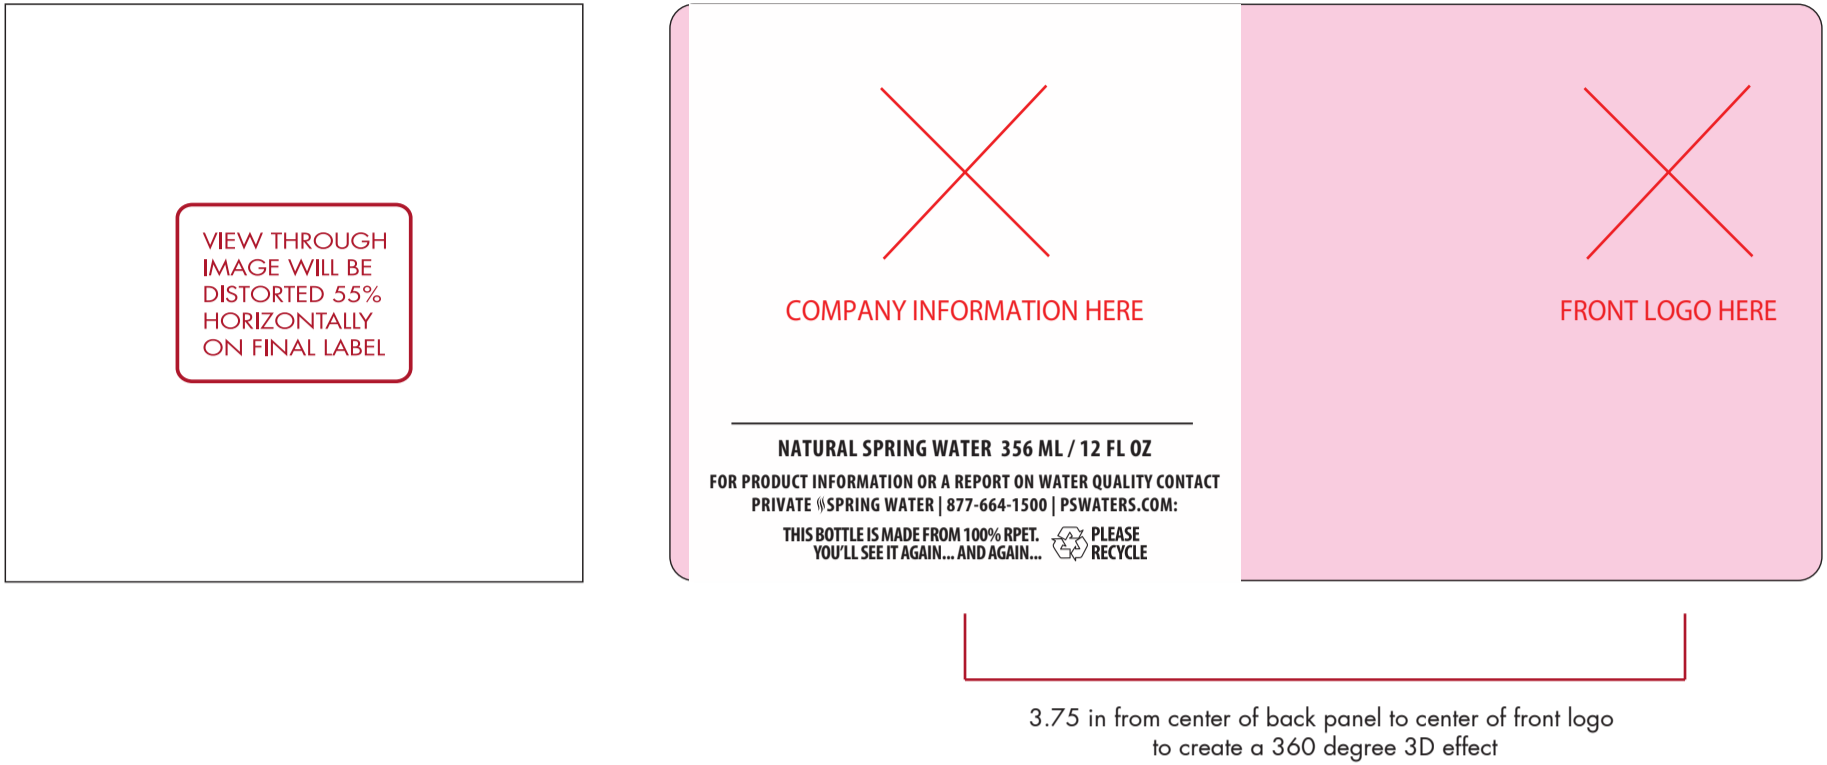 VIEW THROUGH
IMAGE WILL BE
DISTORTED 55%
HORIZONTALLY
ON FINAL LABEL
COMPANY INFORMATION HERE
FRONT LOGO HERE
NATURAL SPRING WATER 356 ML / 12 FL OZ
FOR PRODUCT INFORMATION OR A REPORT ON WATER QUALITY CONTACT
PRIVATE SPRING WATER | 877-664-1500 | PSWATERS.COM:
THIS BOTTLE IS MADE FROM 100% RPET.
YOU'LL SEE IT AGAIN... AND AGAIN...
PLEASE
RECYCLE
3.75 in from center of back panel to center of front logo
to create a 360 degree 3D effect